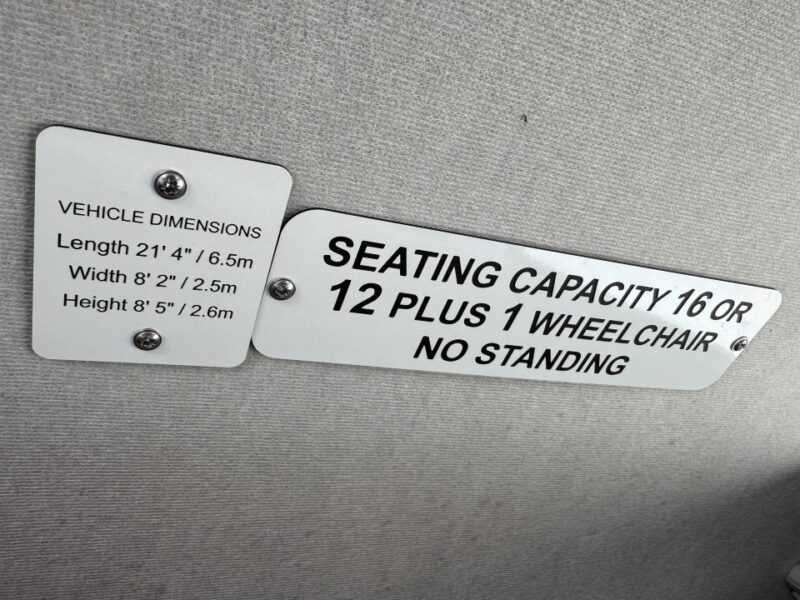 VEHICLE DIMENSIONS
Length 21' 4" / 6.5m
Width 8' 2" / 2.5m
Height 8' 5" / 2.6m
SEATING CAPACITY 16 OR
12 PLUS 1 WHEELCHAIR
NO STANDING